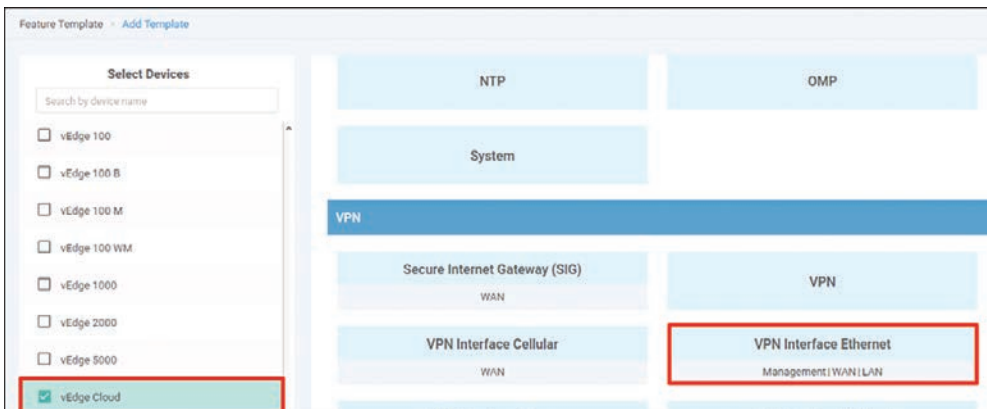 Feature Template > Add Template
Select Devices
Search by device name
vEdge 100
vEdge 100 B
vEdge 100 M
vEdge 100 WM
vEdge 1000
vEdge 2000
vEdge 5000
vEdge Cloud
NTP
OMP
System
VPN
Secure Internet Gateway (SIG)
WAN
VPN
VPN Interface Cellular
WAN
VPN Interface Ethernet
Management | WAN | LAN